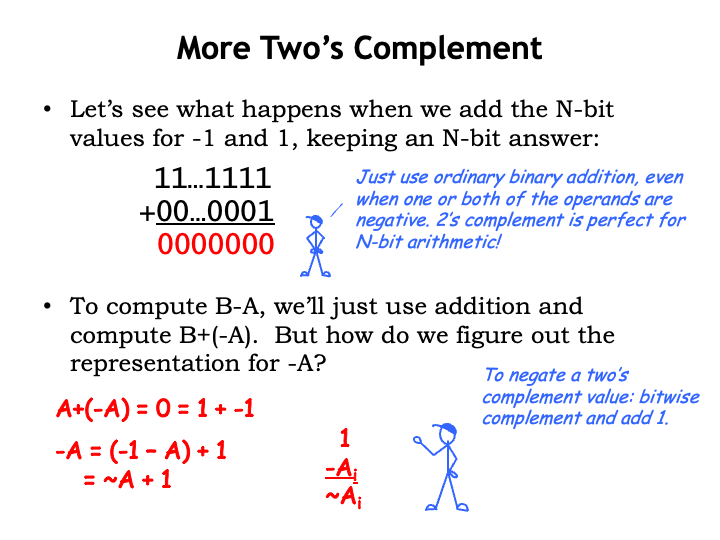 More Two’s Complement
• Let’s see what happens when we add the N-bit
values for -1 and 1, keeping an N-bit answer:
11…1111
+00…0001
0000000
Just use ordinary binary addition, even
when one or both of the operands are
negative. 2’s complement is perfect for
N-bit arithmetic!
• To compute B-A, we’ll just use addition and
compute B+(-A).  But how do we figure out the
representation for -A?
To negate a two’s
complement value: bitwise
complement and add 1.
A+(-A) = 0 = 1 + -1
-A = (-1 – A) + 1
= ~A + 1
1
-Ai
~Ai